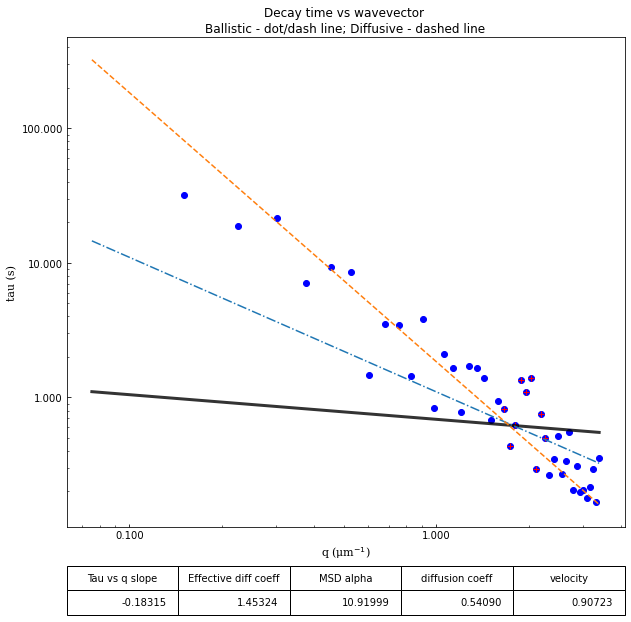 Decay time vs wavevector
Ballistic - dot/dash line; Diffusive - dashed line
tau (s)
100.000
10.000
1.000
0.100 1.000
q (μm⁻¹)
Tau vs q slope Effective diff coeff MSD alpha diffusion coeff velocity
-0.18315 1.45324 10.91999 0.54090 0.90723